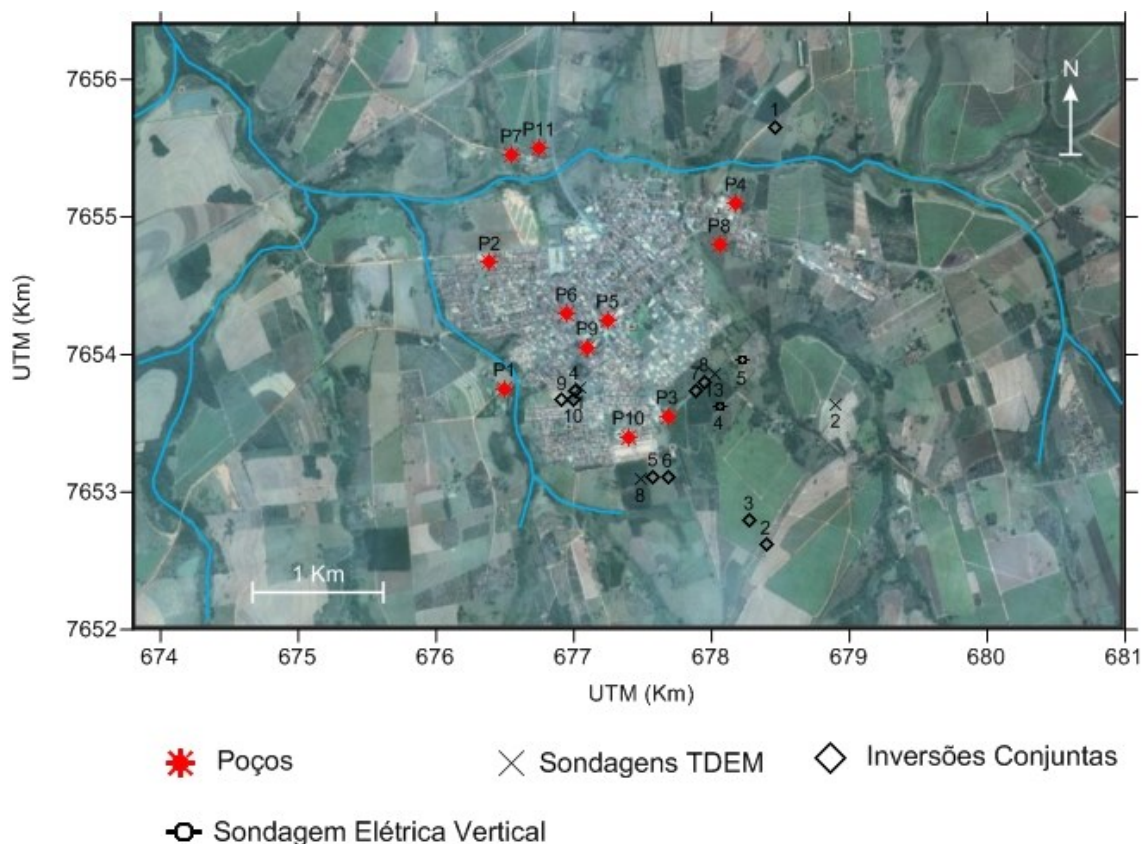 7656
7655
7654
7653
7652
UTM (Km)
N
1
P7 P11
P4
P8
P2
P6 P5
P9
P1
9 4
10
P3
P10
7 8
13
5
4
2
5 6
8
3
2
1 Km
674 675 676 677 678 679 680 681
UTM (Km)
Poços
Sondagens TDEM
Inversões Conjuntas
Sondagem Elétrica Vertical